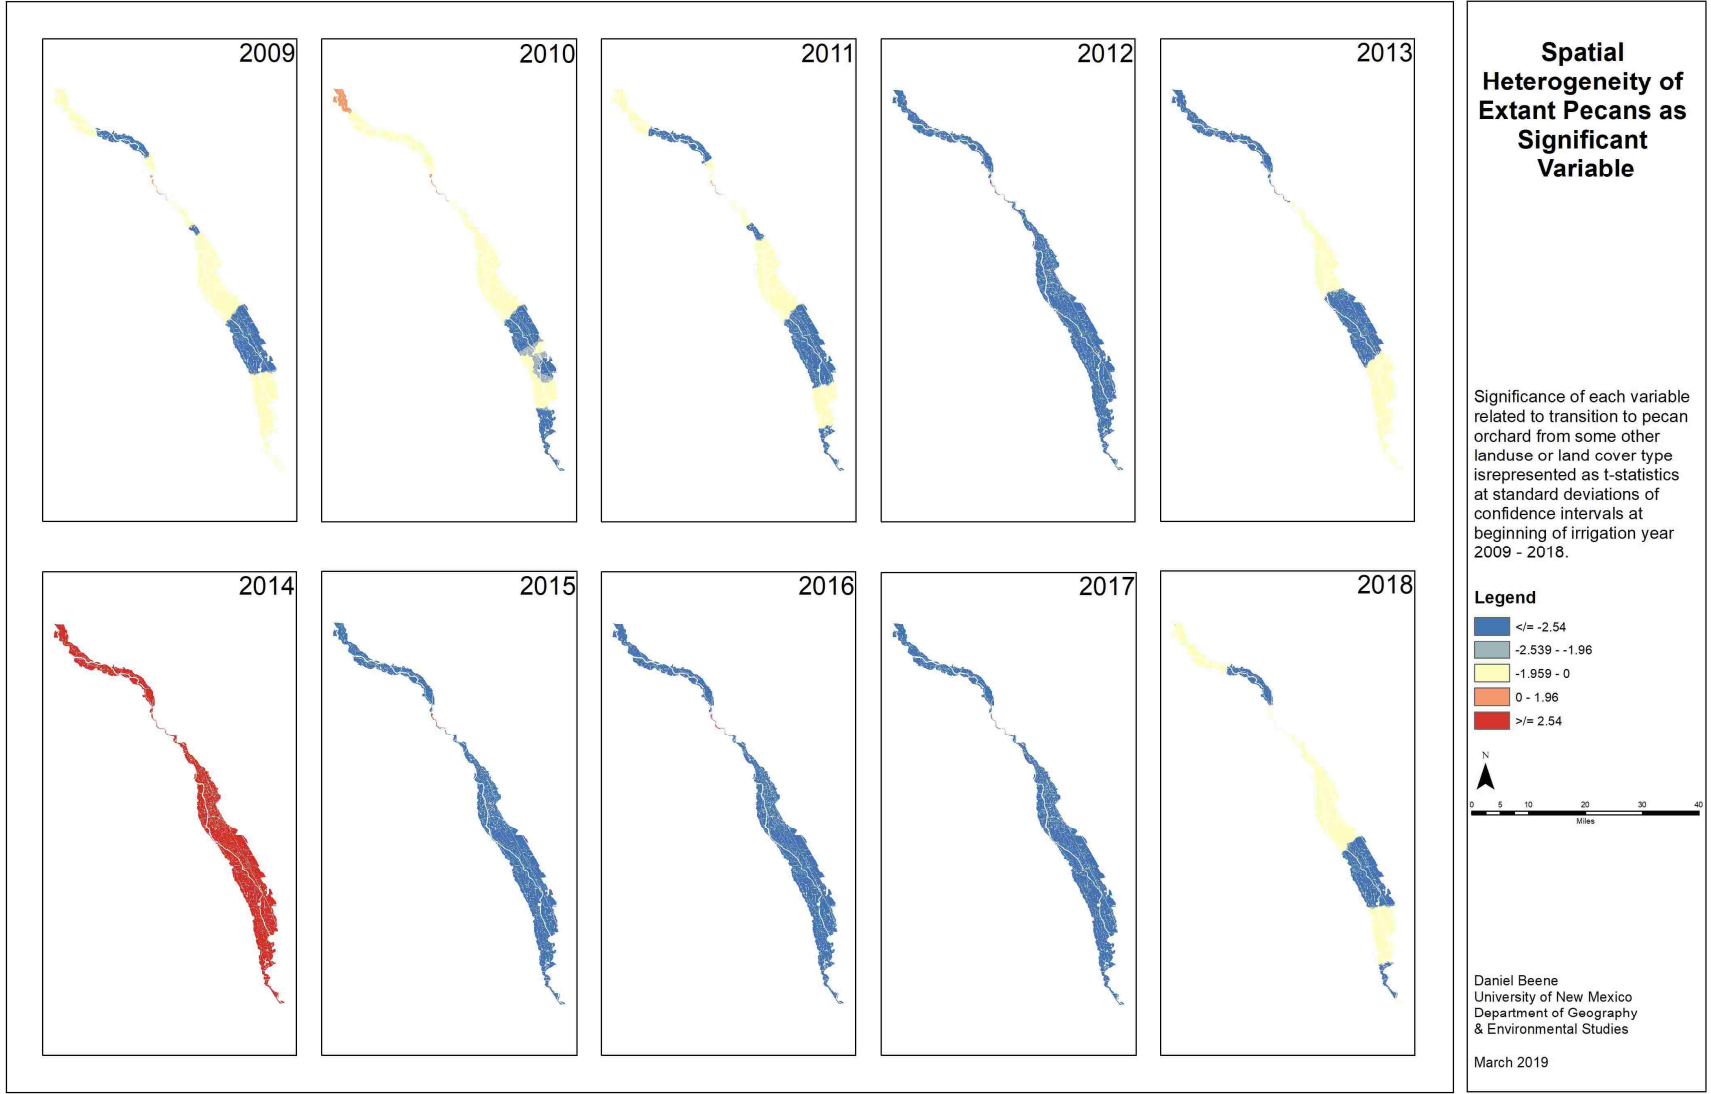 2009
2010
2011
2012
2013
2014
2015
2016
2017
2018
Spatial
Heterogeneity of
Extant Pecans as
Significant
Variable
Significance of each variable
related to transition to pecan
orchard from some other
landuse or land cover type
isrepresented as t-statistics
at standard deviations of
confidence intervals at
beginning of irrigation year
2009 - 2018.
Legend
</= -2.54
-2.539 - -1.96
-1.959 - 0
0 - 1.96
>/= 2.54
N
0 5 10 20 30 40
Miles
Daniel Beene
University of New Mexico
Department of Geography
& Environmental Studies
March 2019